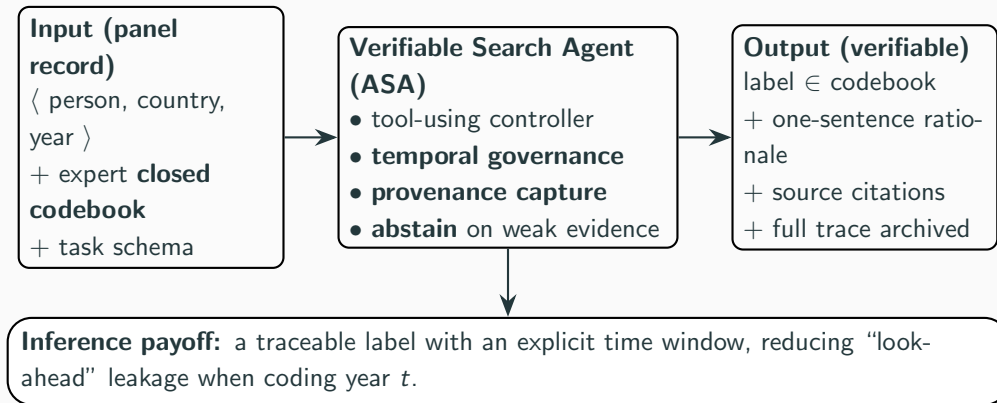 Input (panel
record)
⟨ person, country,
year ⟩
+ expert closed
codebook
+ task schema
Verifiable Search Agent
(ASA)
• tool-using controller
• temporal governance
• provenance capture
• abstain on weak evidence
Output (verifiable)
label ∈ codebook
+ one-sentence ratio-
nale
+ source citations
+ full trace archived
Inference payoff: a traceable label with an explicit time window, reducing “look-
ahead” leakage when coding year t.